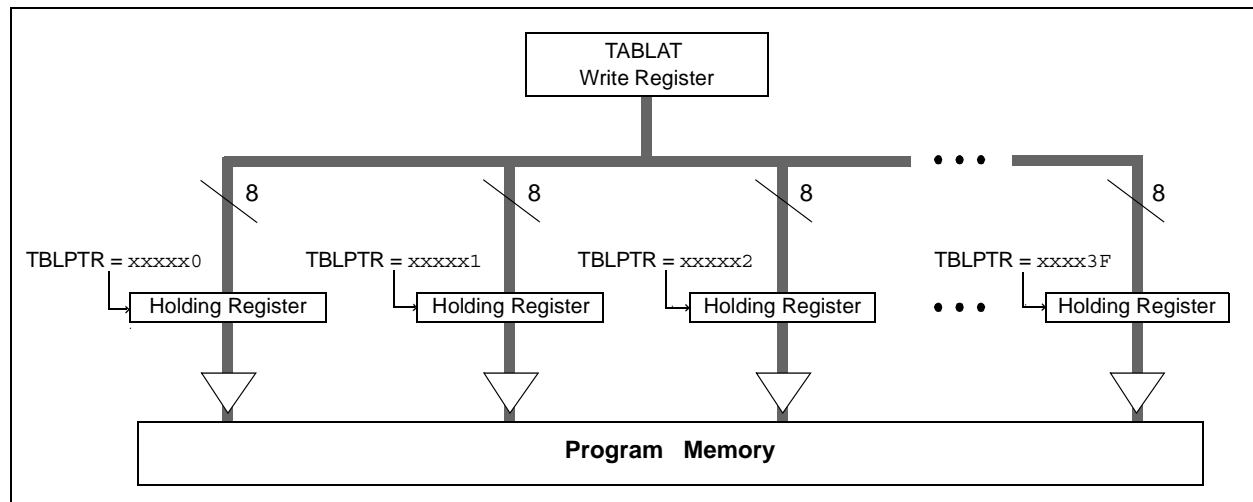 TABLAT
Write Register
8
8
8
8
TBLPTR = xxxxx0
TBLPTR = xxxxx1
TBLPTR = xxxxx2
TBLPTR = xxxx3F
Holding Register
Holding Register
Holding Register
Holding Register
Program Memory